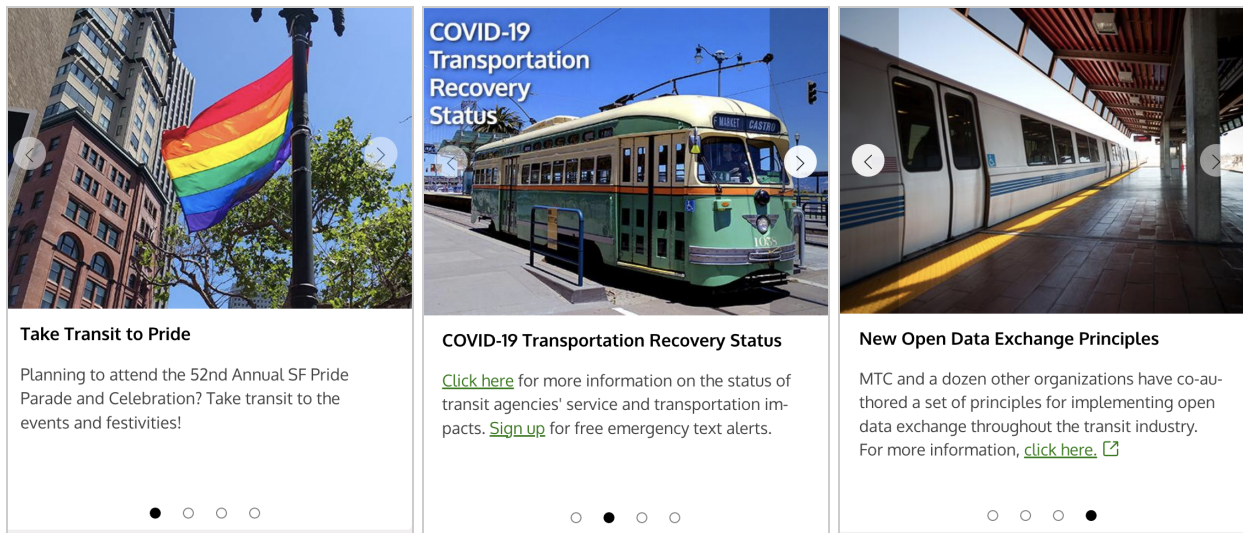 Take Transit to Pride
Planning to attend the 52nd Annual SF Pride
Parade and Celebration? Take transit to the
events and festivities!
COVID-19
Transportation
Recovery
Status
F MARKET CASTRO
COVID-19 Transportation Recovery Status
Click here for more information on the status of
transit agencies' service and transportation im-
pacts. Sign up for free emergency text alerts.
New Open Data Exchange Principles
MTC and a dozen other organizations have co-au-
thored a set of principles for implementing open
data exchange throughout the transit industry.
For more information, click here.